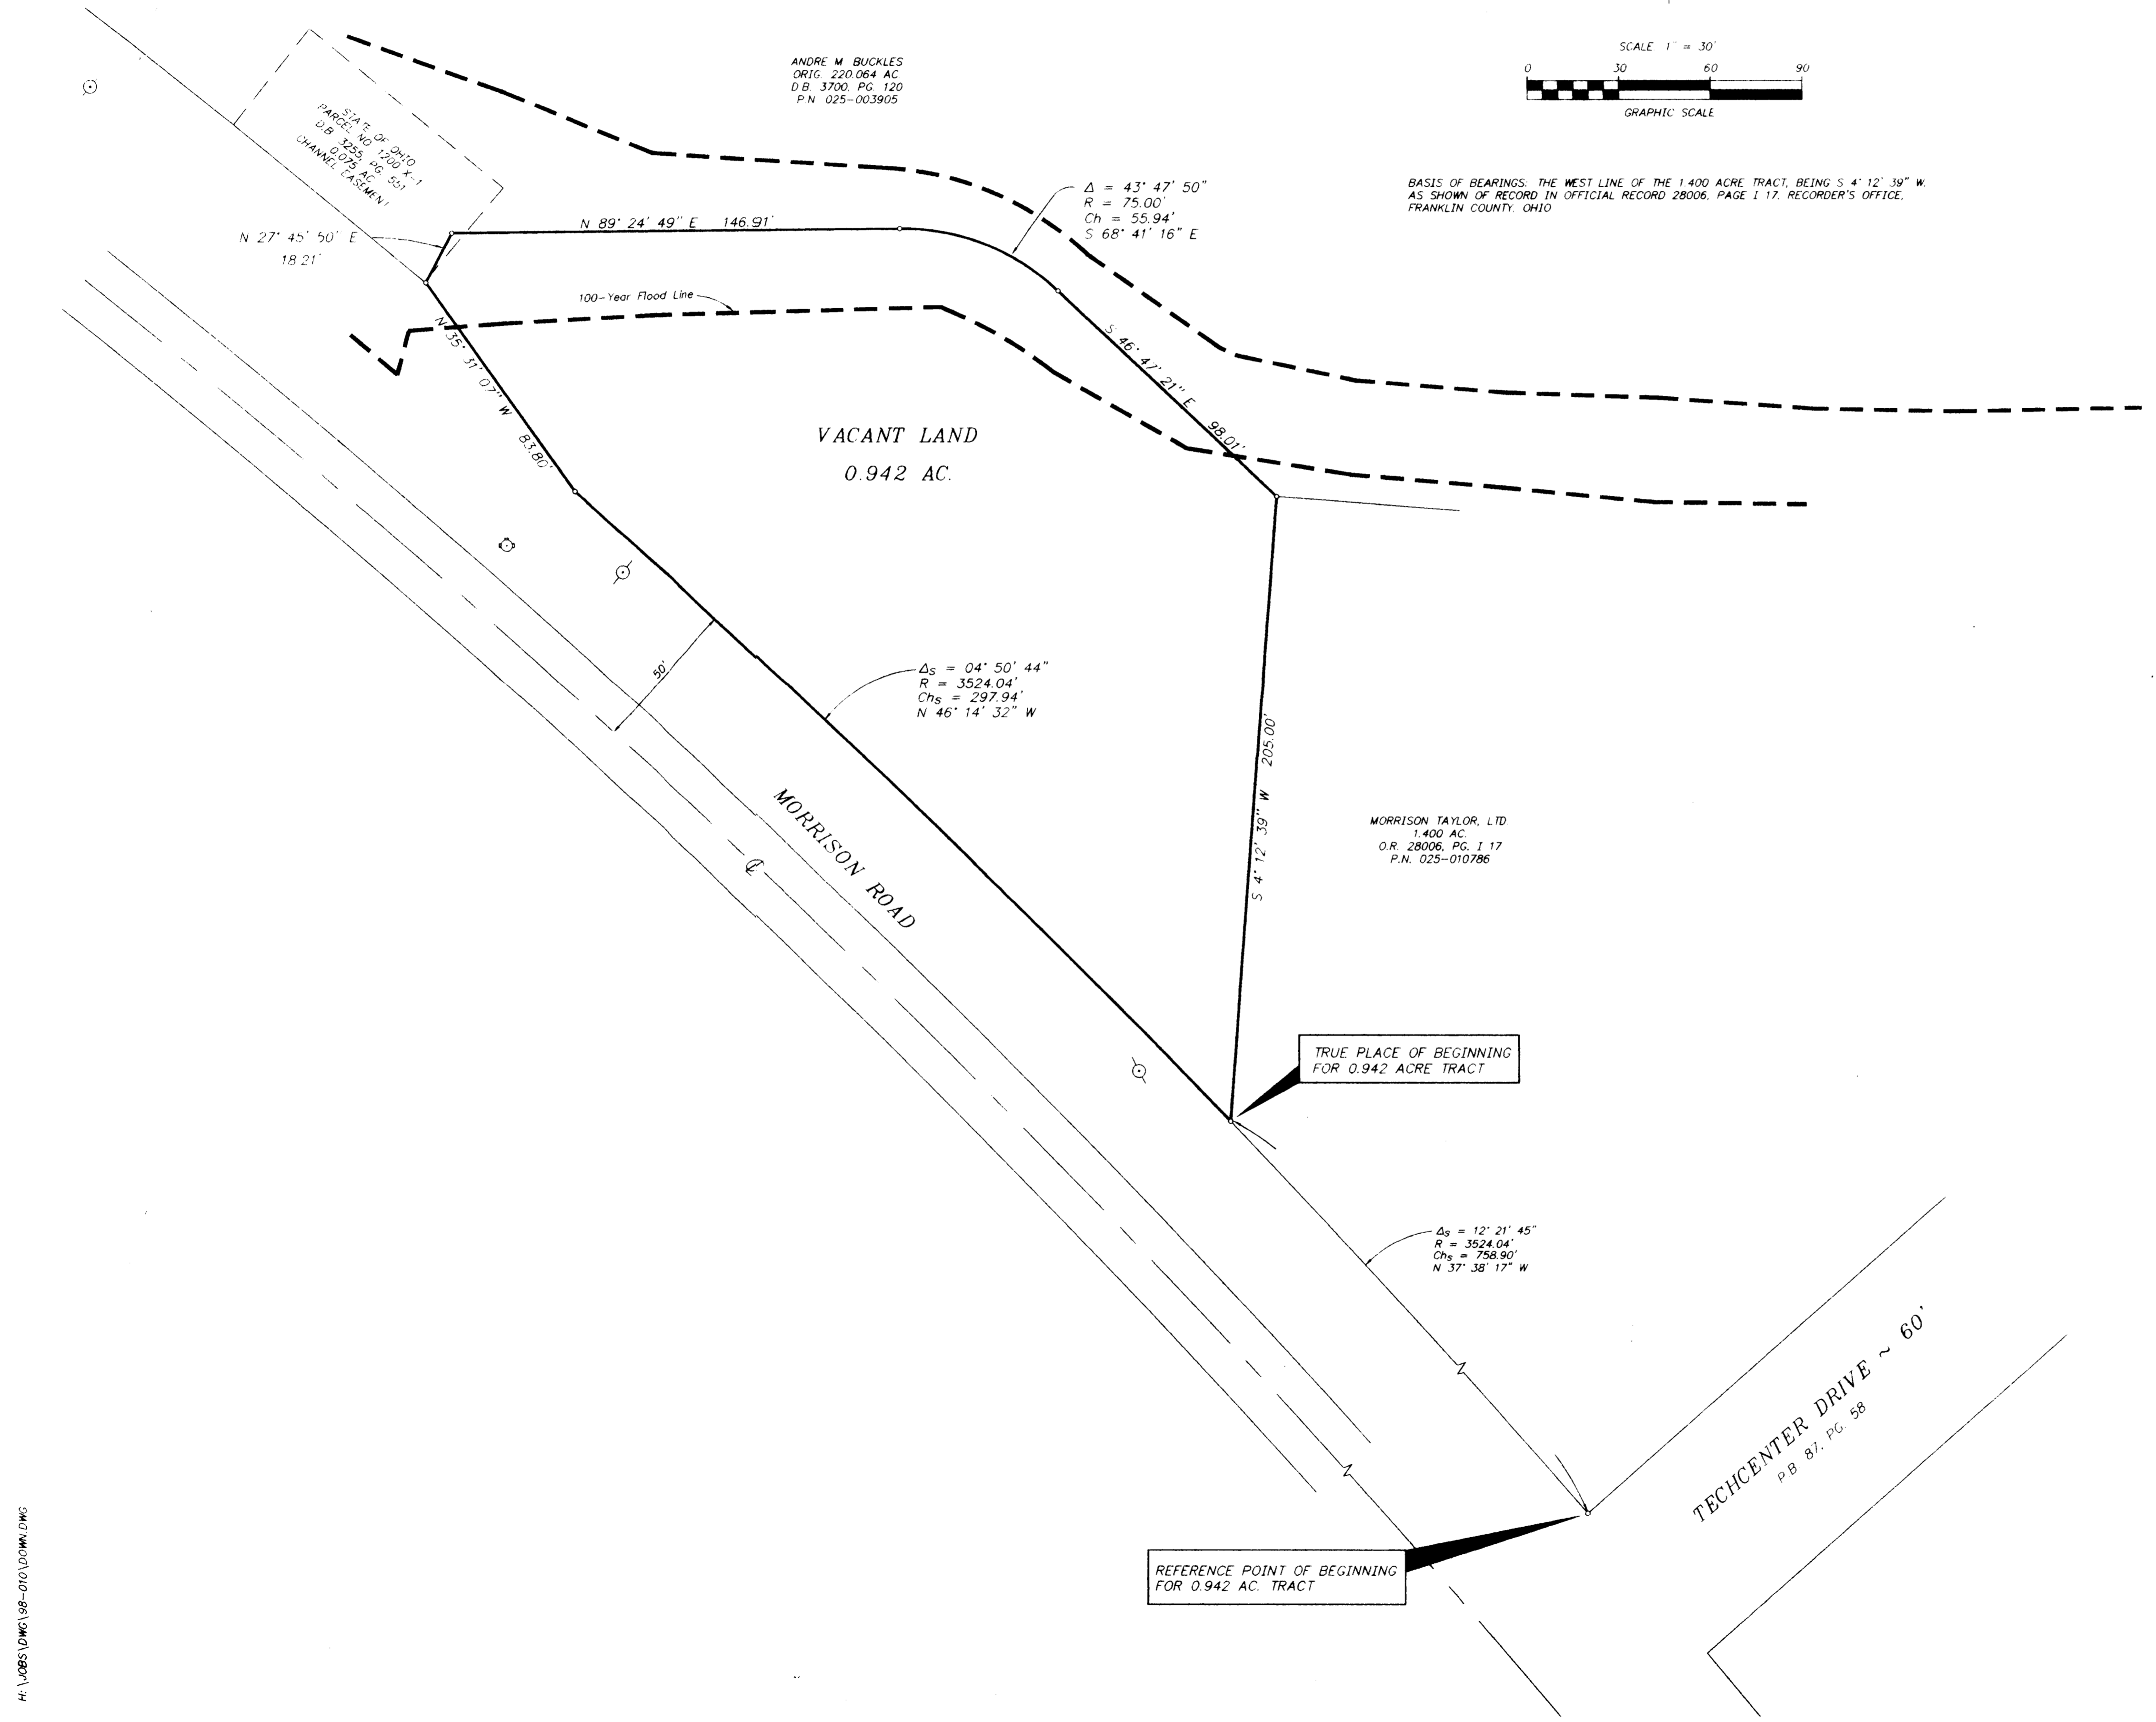 ANDRE M BUCKLES
ORIG. 220.064 AC
D.B. 3700, PG. 120
P.N 025-003905
SCALE 1" = 30'
0 30 60 90
GRAPHIC SCALE
BASIS OF BEARINGS: THE WEST LINE OF THE 1.400 ACRE TRACT, BEING S 4° 12' 39" W.
AS SHOWN OF RECORD IN OFFICIAL RECORD 28006, PAGE I 17, RECORDER'S OFFICE,
FRANKLIN COUNTY, OHIO
STATE OF OHIO
PARCEL NO 1200 X-1
D.B 3255, PG. 551
0.075 AC
CHANNEL EASEMENT
Δ = 43° 47' 50"
R = 75.00'
Ch = 55.94'
S 68° 41' 16" E
N 27° 45' 50' E
18.21'
N 89° 24' 49" E 146.91'
100-Year Flood Line
N 35° 31' 07" W 83.80'
S 46° 47' 21" E 98.01'
VACANT LAND
0.942 AC.
50'
Δs = 04° 50' 44"
R = 3524.04'
Chs = 297.94'
N 46° 14' 32" W
S 4° 12' 39" W 205.00'
MORRISON ROAD
℄
MORRISON TAYLOR, LTD
1.400 AC.
O.R. 28006, PG. I 17
P.N. 025-010786
TRUE PLACE OF BEGINNING
FOR 0.942 ACRE TRACT
Δs = 12° 21' 45"
R = 3524.04'
Chs = 758.90'
N 37° 38' 17" W
TECHCENTER DRIVE ~ 60'
P.B 87, PG. 58
REFERENCE POINT OF BEGINNING
FOR 0.942 AC. TRACT
H:\JOBS\DWG\98-010\DOWN.DWG